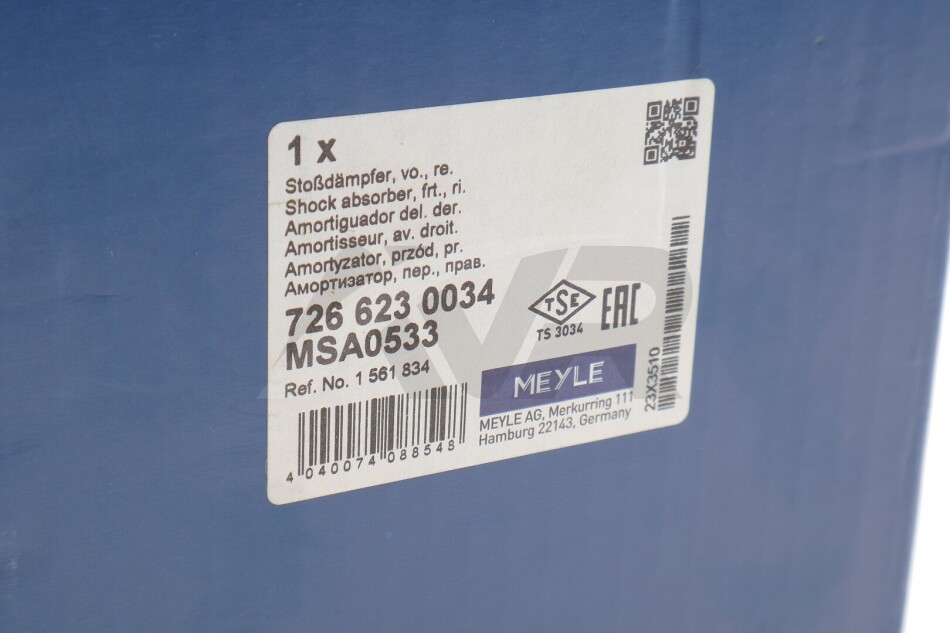 1 x
Stoßdämpfer, vo., re.
Shock absorber, frt., ri.
Amortiguador del. der.
Amortisseur, av. droit.
Amortyzator, przód, pr.
Амортизатор, пер., прав.
726 623 0034
MSA0533
Ref. No. 1 561 834
4 040074 088548
TSE
TS 3034
EAC
MEYLE
MEYLE AG, Merkurring 111
Hamburg 22143, Germany
23X3510
AVR